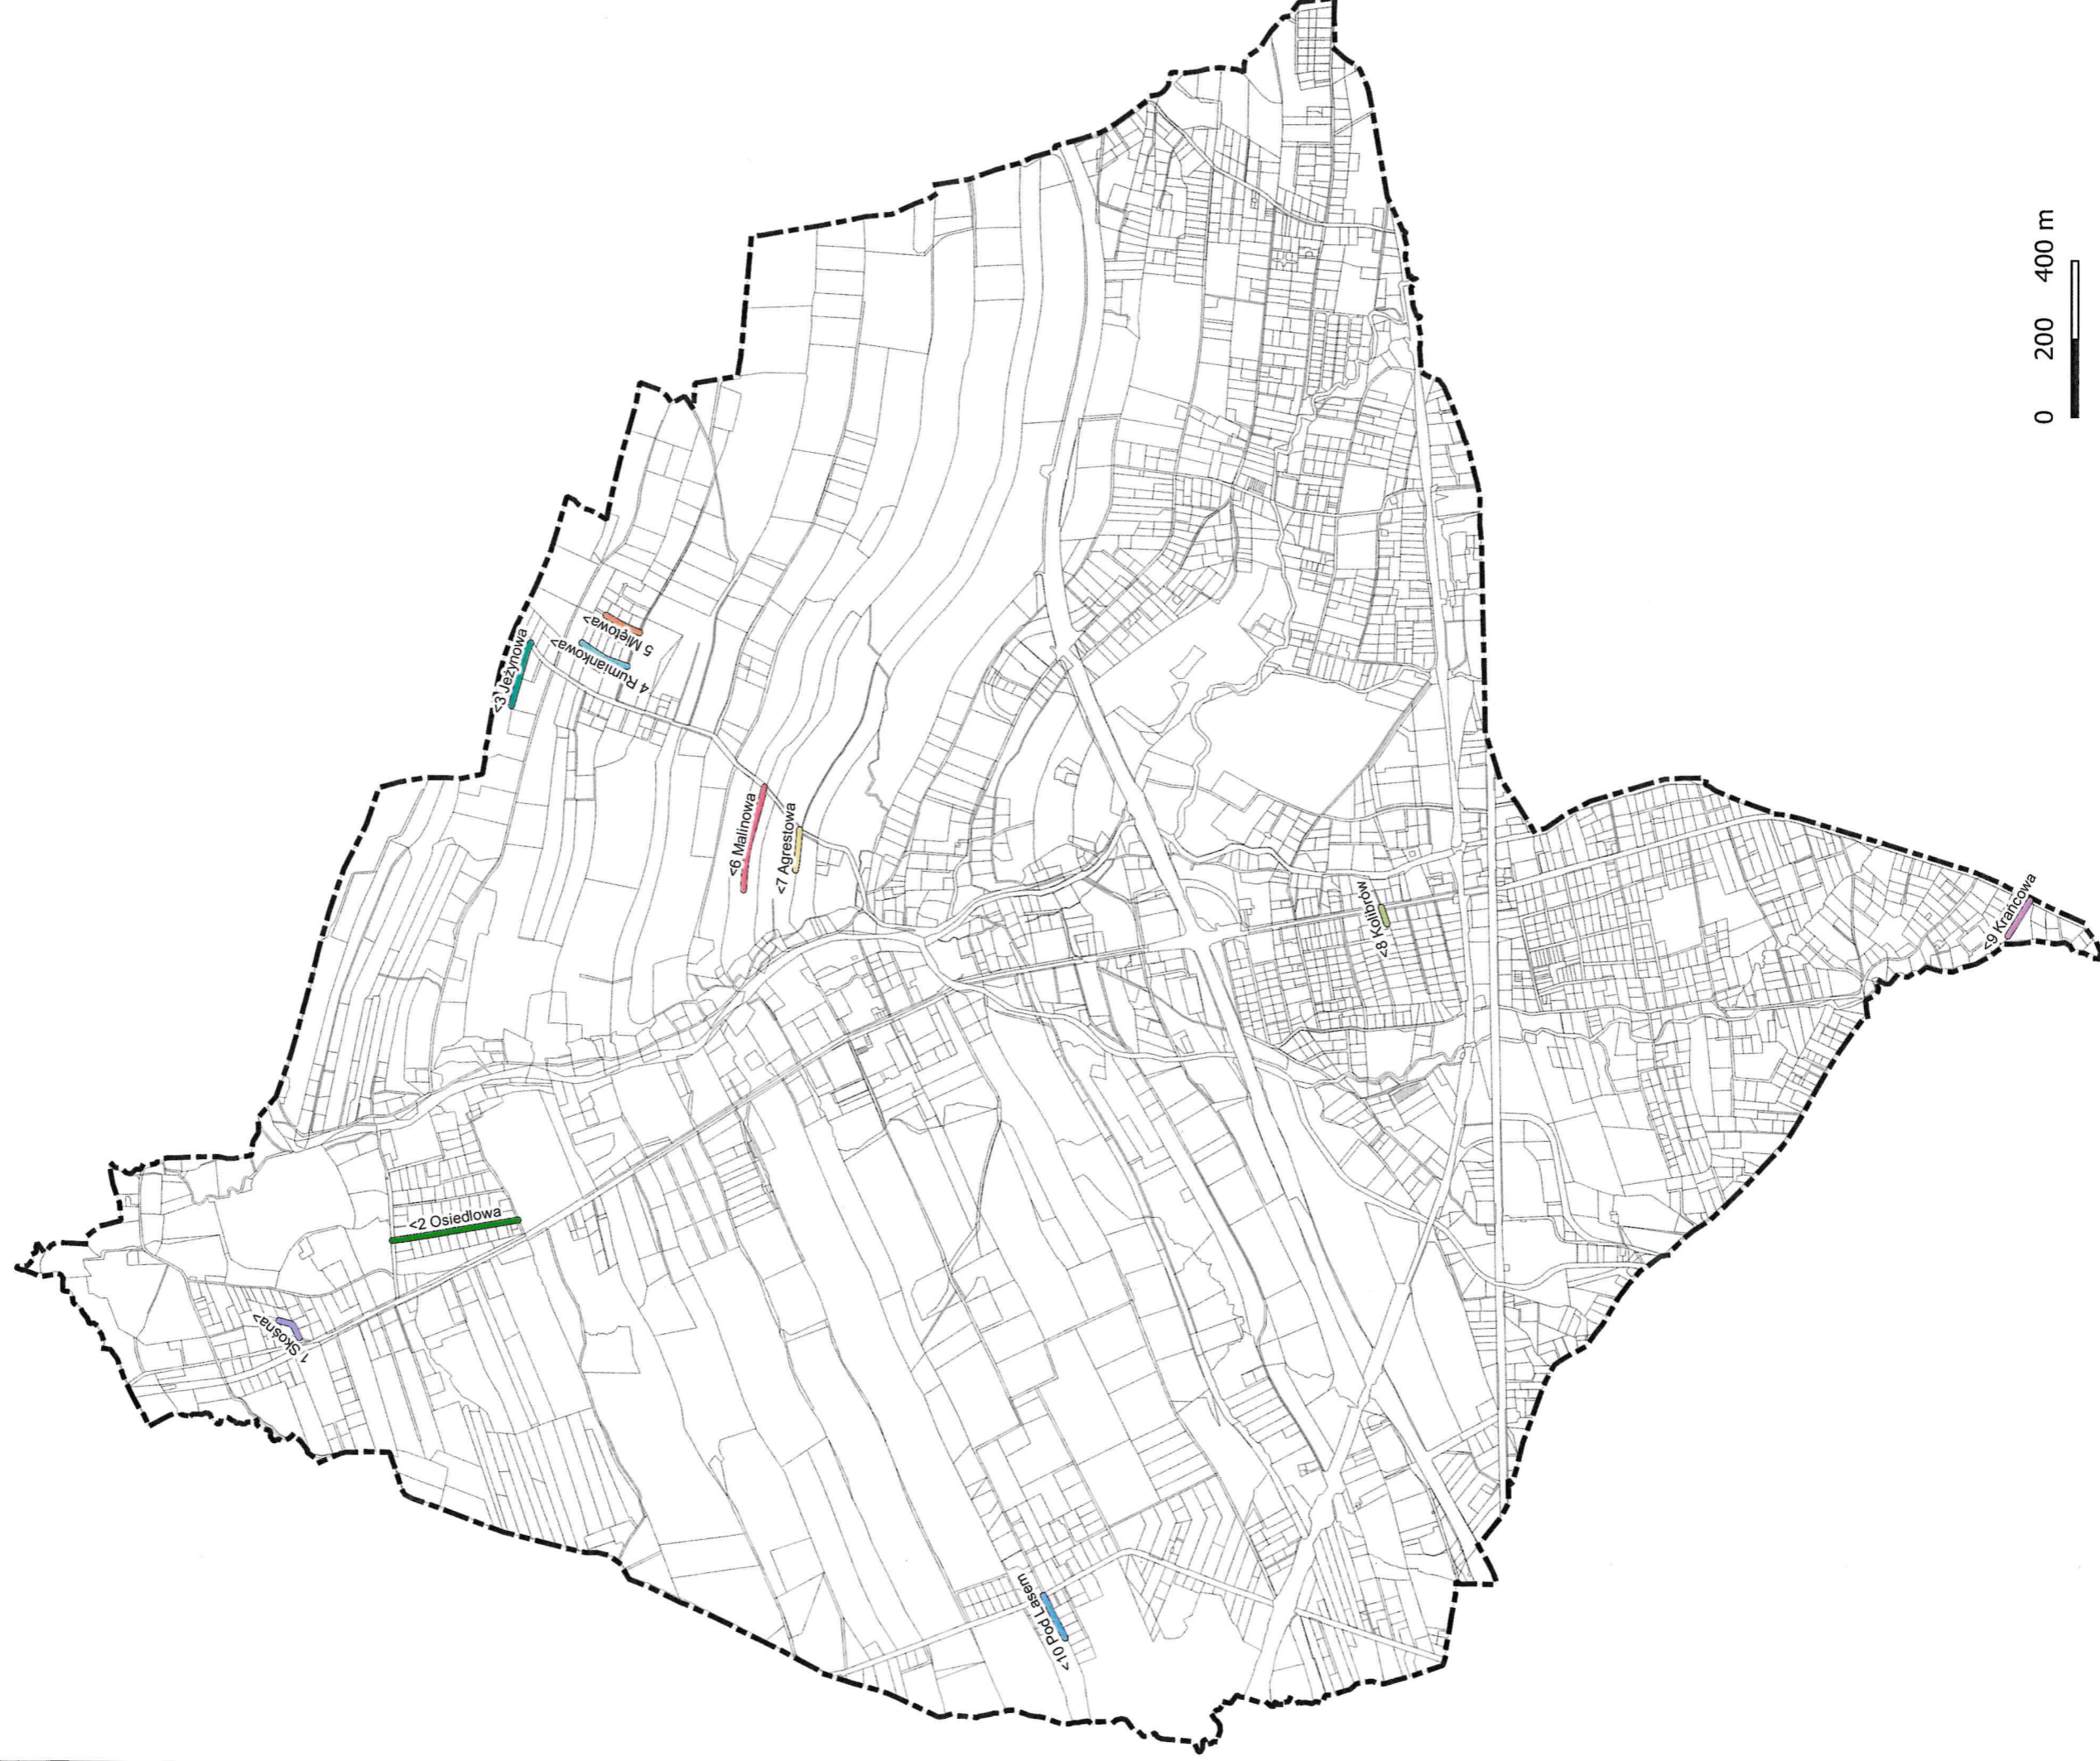 1 Skośna>
<2 Osiedlowa
<3 Jeżynowa
4 Rumiankowa>
5 Miętowa>
<6 Malinowa
<7 Agrestowa
<8 Kolibrów
<9 Krańcowa
<10 Pod Lasem
0 200 400 m